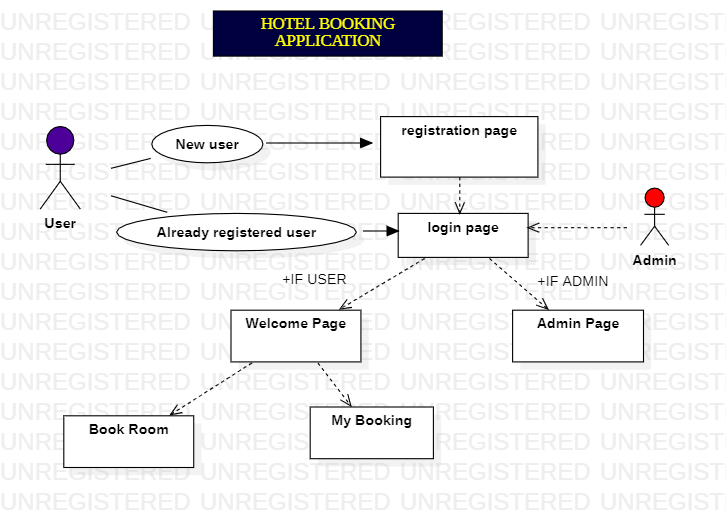 HOTEL BOOKING
APPLICATION
New user
registration page
User
Already registered user
login page
Admin
+IF USER
+IF ADMIN
Welcome Page
Admin Page
Book Room
My Booking
UNREGISTERED UNREGISTERED UNREGISTERED UNREGIST